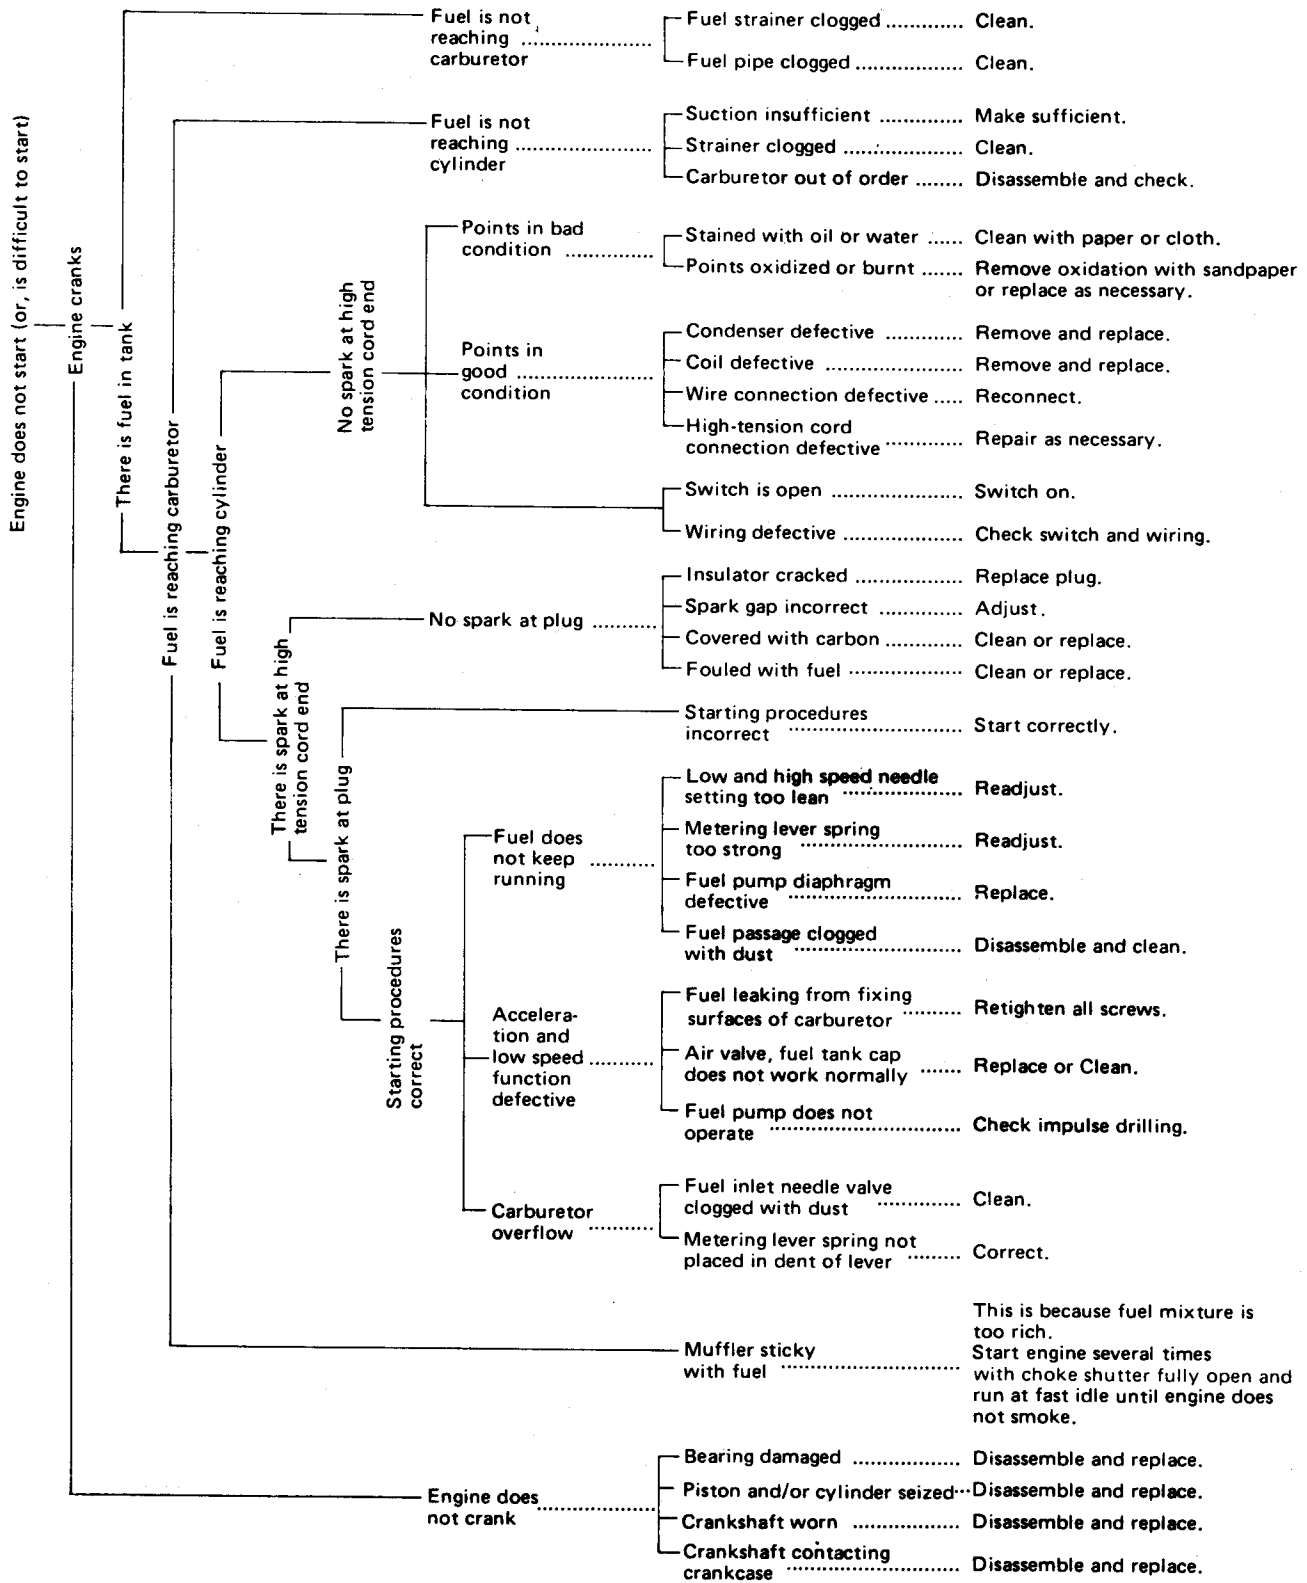 Engine does not start (or, is difficult to start)
Engine cranks
There is fuel in tank
Fuel is not
reaching
carburetor
Fuel strainer clogged
Clean.
Fuel pipe clogged
Clean.
Fuel is reaching carburetor
Fuel is not
reaching
cylinder
Suction insufficient
Make sufficient.
Strainer clogged
Clean.
Carburetor out of order
Disassemble and check.
Fuel is reaching cylinder
No spark at high
tension cord end
Points in bad
condition
Stained with oil or water
Clean with paper or cloth.
Points oxidized or burnt
Remove oxidation with sandpaper
or replace as necessary.
Points in
good
condition
Condenser defective
Remove and replace.
Coil defective
Remove and replace.
Wire connection defective
Reconnect.
High-tension cord
connection defective
Repair as necessary.
Switch is open
Switch on.
Wiring defective
Check switch and wiring.
There is spark at high
tension cord end
No spark at plug
Insulator cracked
Replace plug.
Spark gap incorrect
Adjust.
Covered with carbon
Clean or replace.
Fouled with fuel
Clean or replace.
There is spark at plug
Starting procedures
incorrect
Start correctly.
Starting procedures
correct
Fuel does
not keep
running
Low and high speed needle
setting too lean
Readjust.
Metering lever spring
too strong
Readjust.
Fuel pump diaphragm
defective
Replace.
Fuel passage clogged
with dust
Disassemble and clean.
Accelera-
tion and
low speed
function
defective
Fuel leaking from fixing
surfaces of carburetor
Retighten all screws.
Air valve, fuel tank cap
does not work normally
Replace or Clean.
Fuel pump does not
operate
Check impulse drilling.
Carburetor
overflow
Fuel inlet needle valve
clogged with dust
Clean.
Metering lever spring not
placed in dent of lever
Correct.
Muffler sticky
with fuel
This is because fuel mixture is
too rich.
Start engine several times
with choke shutter fully open and
run at fast idle until engine does
not smoke.
Engine does
not crank
Bearing damaged
Disassemble and replace.
Piston and/or cylinder seized
Disassemble and replace.
Crankshaft worn
Disassemble and replace.
Crankshaft contacting
crankcase
Disassemble and replace.